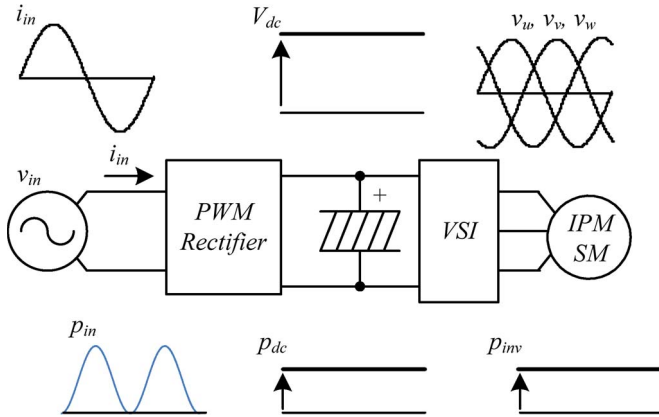 i_in
V_dc
v_u, v_v, v_w
v_in
i_in
PWM
Rectifier
+
VSI
IPM
SM
p_in
p_dc
p_inv